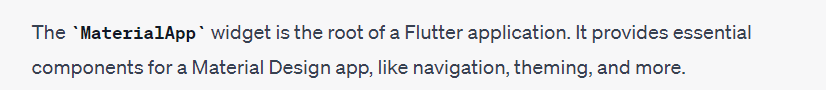 The `MaterialApp` widget is the root of a Flutter application. It provides essential
components for a Material Design app, like navigation, theming, and more.